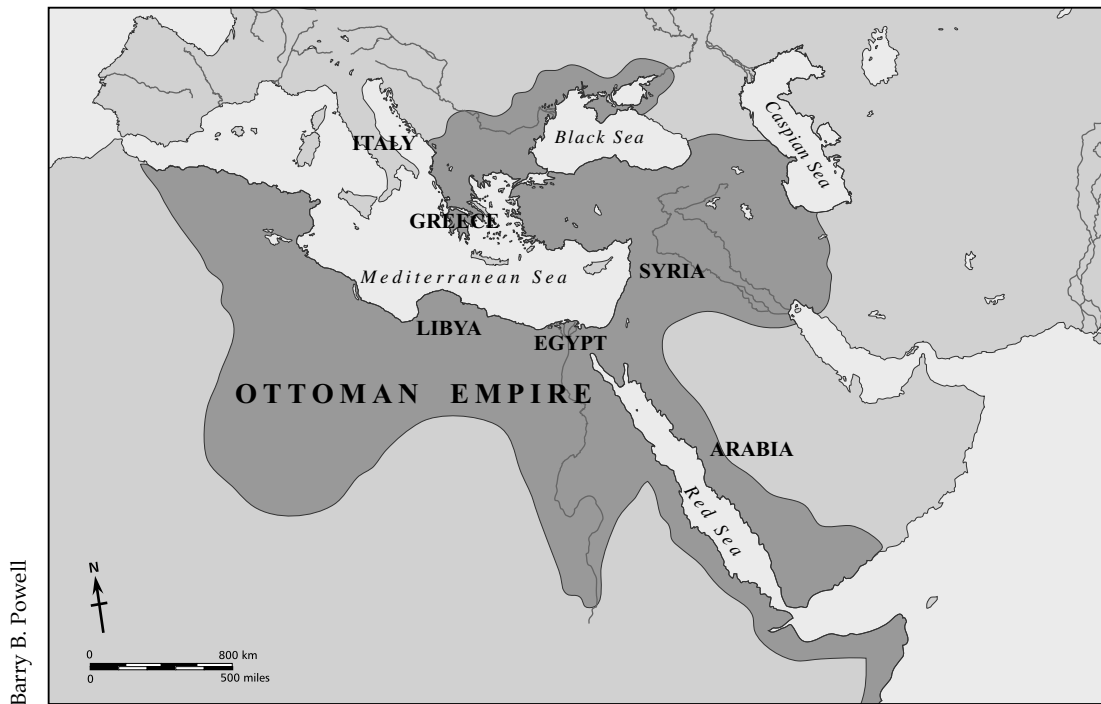 ITALY
Black Sea
Caspian Sea
GREECE
Mediterranean Sea
SYRIA
LIBYA
EGYPT
OTTOMAN EMPIRE
ARABIA
Red Sea
N
0 800 km
0 500 miles
Barry B. Powell